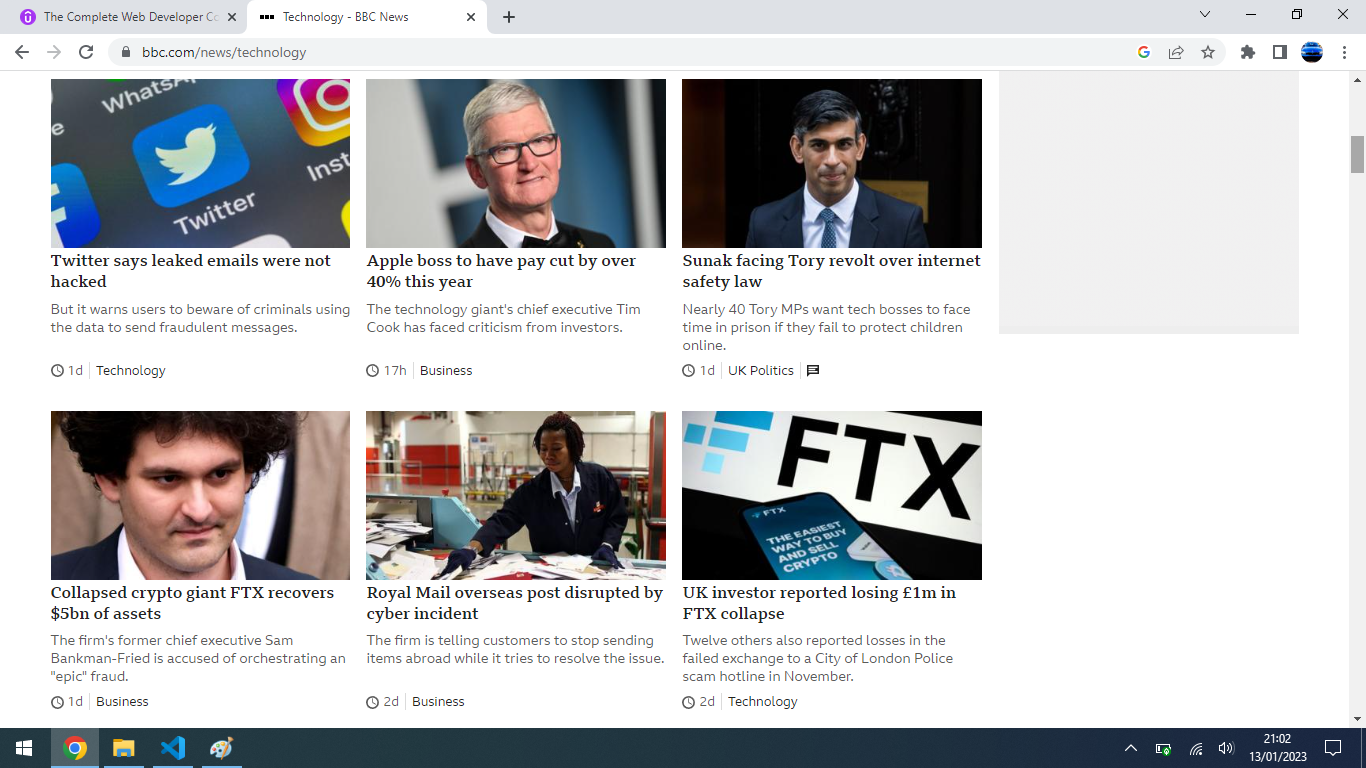 The Complete Web Developer Co
Technology - BBC News
bbc.com/news/technology
WhatsA
Twitter
Inst
Twitter says leaked emails were not
hacked
But it warns users to beware of criminals using
the data to send fraudulent messages.
1d
Technology
Apple boss to have pay cut by over
40% this year
The technology giant's chief executive Tim
Cook has faced criticism from investors.
17h
Business
Sunak facing Tory revolt over internet
safety law
Nearly 40 Tory MPs want tech bosses to face
time in prison if they fail to protect children
online.
1d
UK Politics
Collapsed crypto giant FTX recovers
$5bn of assets
The firm's former chief executive Sam
Bankman-Fried is accused of orchestrating an
"epic" fraud.
1d
Business
Royal Mail overseas post disrupted by
cyber incident
The firm is telling customers to stop sending
items abroad while it tries to resolve the issue.
2d
Business
FTX
FTX
THE EASIEST
WAY TO BUY
AND SELL
CRYPTO
UK investor reported losing £1m in
FTX collapse
Twelve others also reported losses in the
failed exchange to a City of London Police
scam hotline in November.
2d
Technology
21:02
13/01/2023